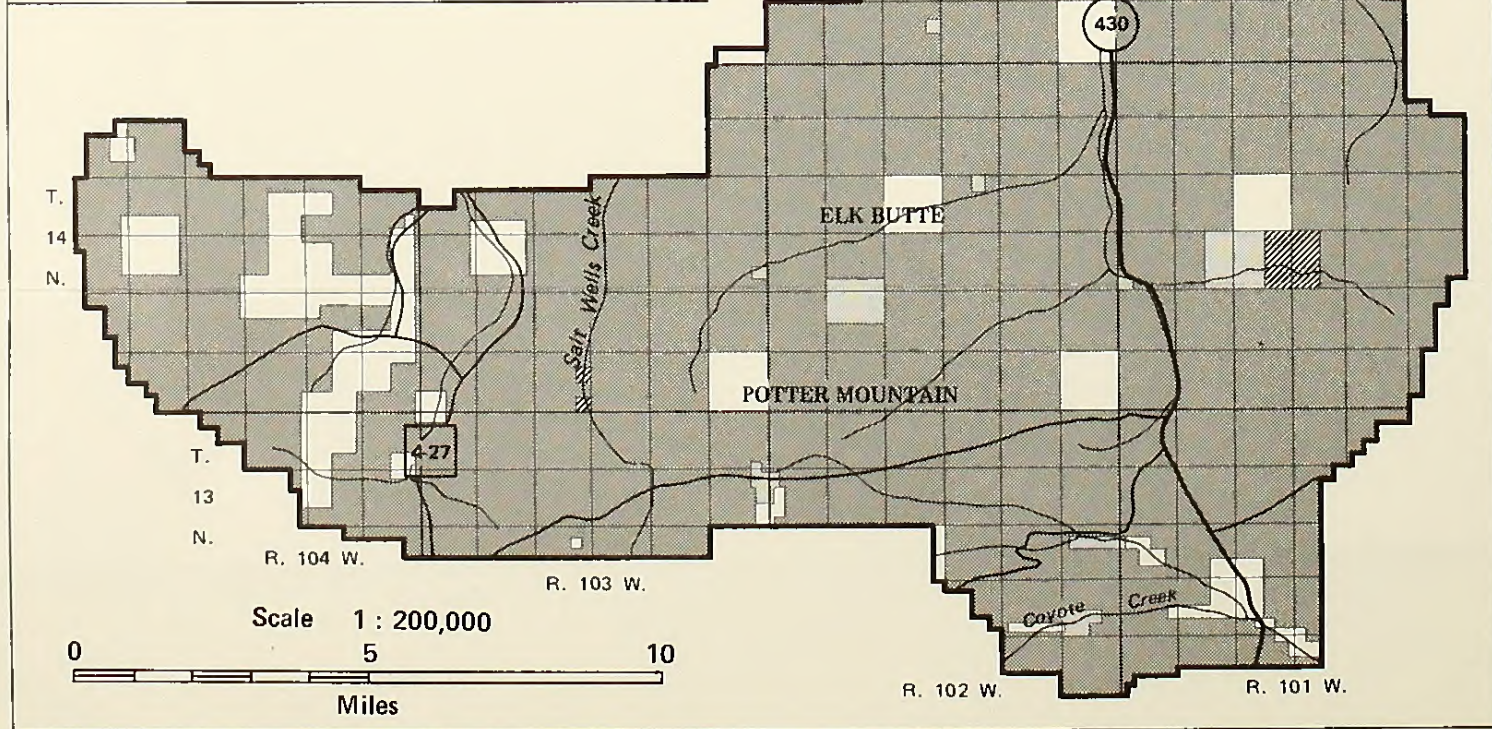 430
T.
14
N.
ELK BUTTE
Salt Wells Creek
POTTER MOUNTAIN
4-27
T.
13
N.
R. 104 W.
R. 103 W.
Coyote Creek
R. 102 W.
R. 101 W.
Scale 1 : 200,000
0 5 10
Miles